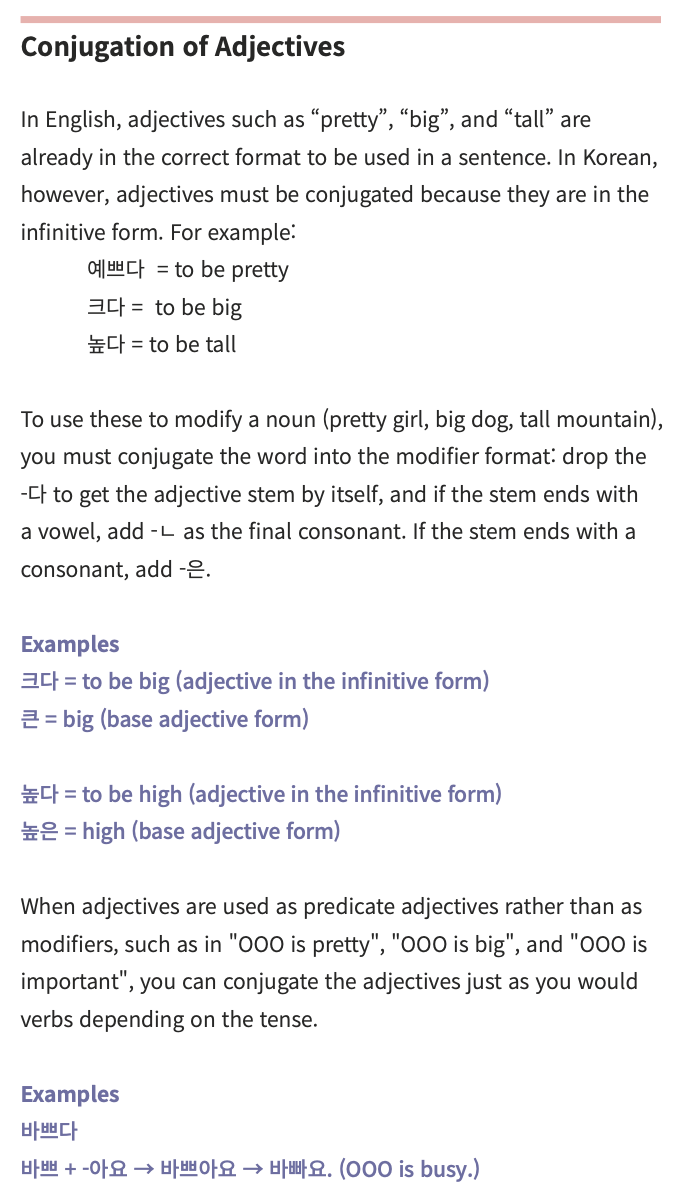 Conjugation of Adjectives
In English, adjectives such as “pretty”, “big”, and “tall” are
already in the correct format to be used in a sentence. In Korean,
however, adjectives must be conjugated because they are in the
infinitive form. For example:
예쁘다  = to be pretty
크다 =  to be big
높다 = to be tall
To use these to modify a noun (pretty girl, big dog, tall mountain),
you must conjugate the word into the modifier format: drop the
-다 to get the adjective stem by itself, and if the stem ends with
a vowel, add -ㄴ as the final consonant. If the stem ends with a
consonant, add -은.
Examples
크다 = to be big (adjective in the infinitive form)
큰 = big (base adjective form)
높다 = to be high (adjective in the infinitive form)
높은 = high (base adjective form)
When adjectives are used as predicate adjectives rather than as
modifiers, such as in "OOO is pretty", "OOO is big", and "OOO is
important", you can conjugate the adjectives just as you would
verbs depending on the tense.
Examples
바쁘다
바쁘 + -아요 → 바쁘아요 → 바빠요. (OOO is busy.)